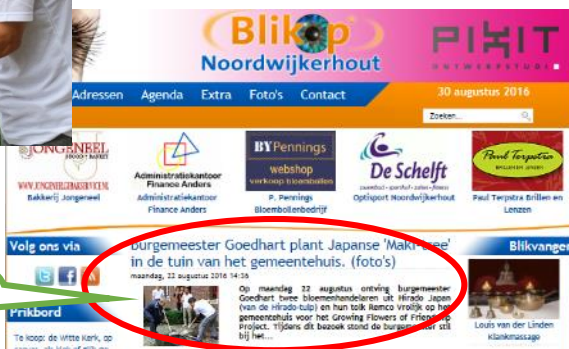 Blikop
Noordwijkerhout
PIXIT
ONTWERPSTUDIO
Adressen Agenda Extra Foto's Contact
30 augustus 2016
Zoeken...
JONGENEEL
WWW.JONGENEELGEBAKSERVICE.NL
Bakkerij Jongeneel
Administratiekantoor
Finance Anders
Administratiekantoor
Finance Anders
BYPennings
webshop
verkoop bloembollen
P. Pennings
Bloembollenbedrijf
De Schelft
Optisport Noordwijkerhout
Paul Terpstra
Paul Terpstra Brillen en
Lenzen
Volg ons via
burgemeester Goedhart plant Japanse 'Maki-tree'
in de tuin van het gemeentehuis. (foto's)
maandag, 22 augustus 2016 14:36
Op maandag 22 augustus ontving burgemeester
Goedhart twee bloemenhandelaren uit Hirado Japan
(van de Hirado-tulp) en hun tolk Remco Vrolijk op het
gemeentehuis voor het Growing Flowers of Friendship
Project. Tijdens dit bezoek stond de burgemeester stil
bij het...
Blikvanger
Louis van der Linden
Klankmassage
Prikbord
Te koop: de Witte Kerk, op